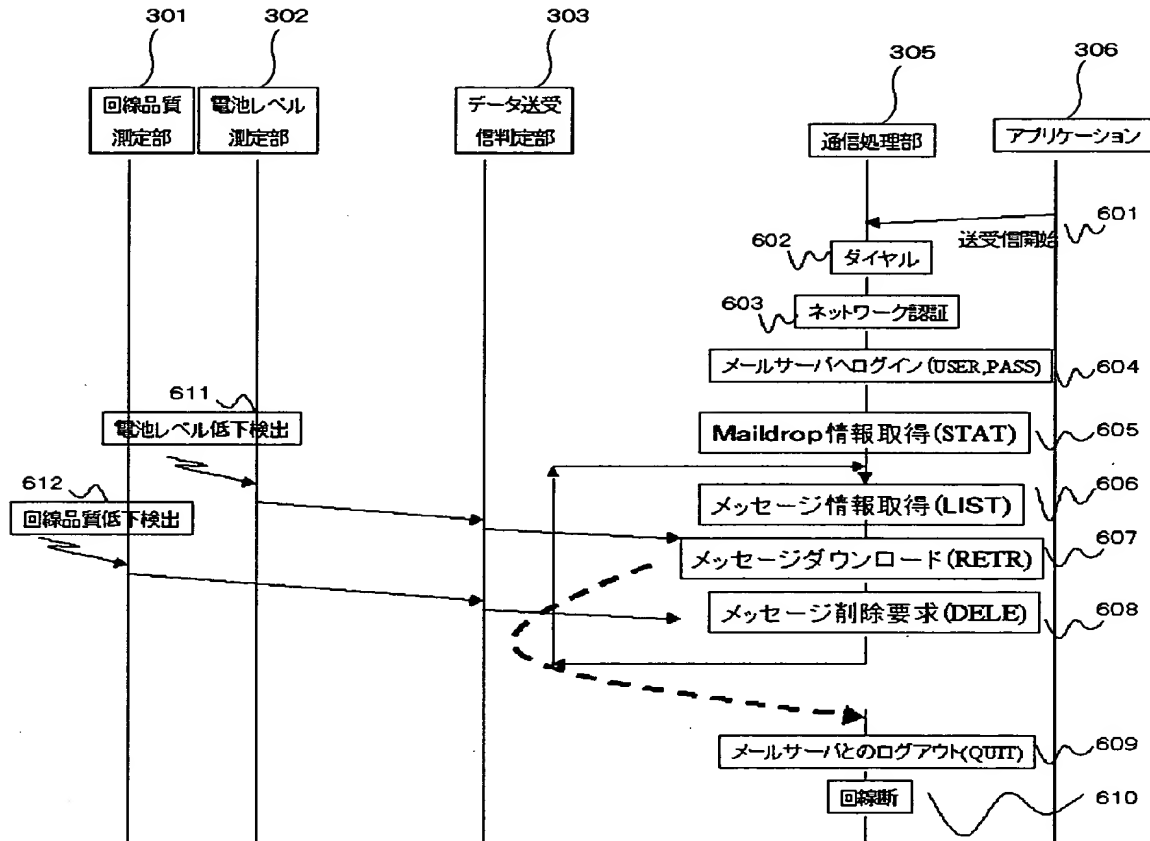 301
302
303
305
306
回線品質
測定部
電池レベル
測定部
データ送受
信判定部
通信処理部
アプリケーション
601
送受信開始
602
ダイヤル
603
ネットワーク認証
メールサーバへログイン(USER,PASS)
604
611
電池レベル低下検出
Maildrop情報取得(STAT)
605
612
回線品質低下検出
メッセージ情報取得(LIST)
606
メッセージダウンロード(RETR)
607
メッセージ削除要求(DELE)
608
メールサーバとのログアウト(QUIT)
609
回線断
610